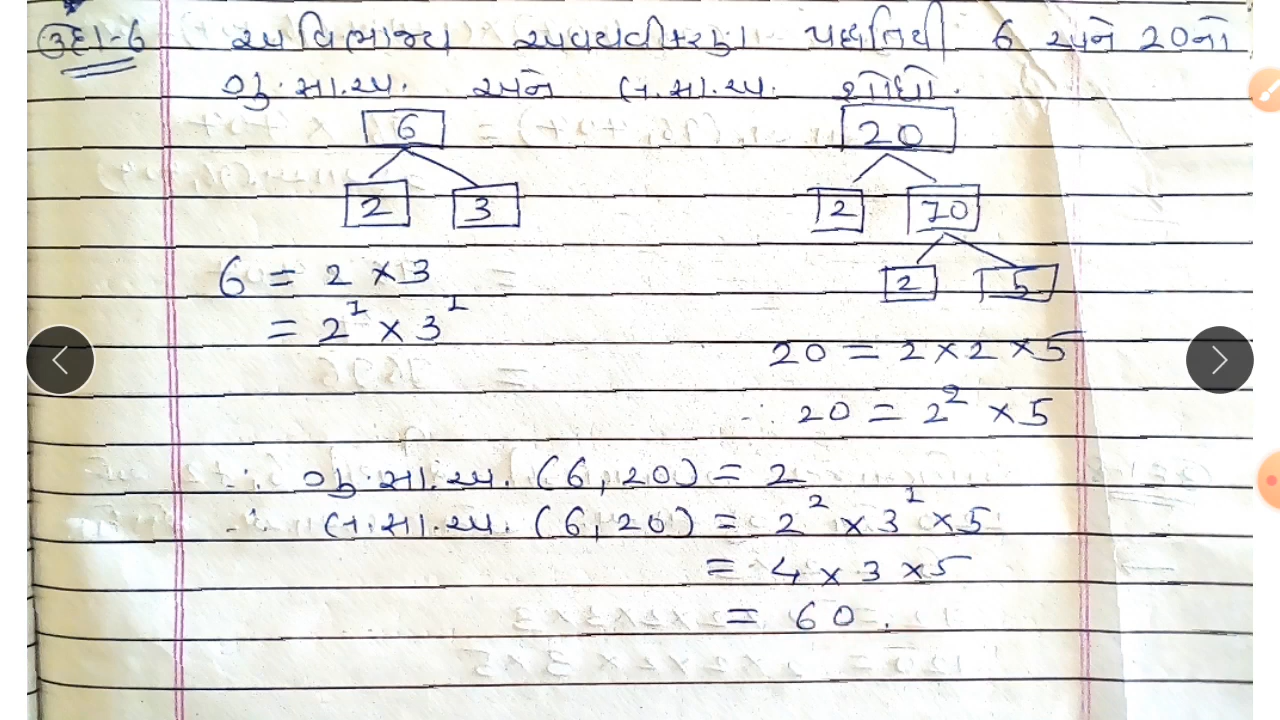 ઉદા-6 અવિભાજ્ય અવયવીકરણ પદ્ધતિથી 6 અને 20નો
ગુ.સા.અ. અને લ.સા.અ. શોધો.
6 20
2 3 2 10
2 5
6 = 2 × 3
= 2¹ × 3¹
20 = 2 × 2 × 5
∴ 20 = 2² × 5
∴ ગુ.સા.અ. (6, 20) = 2
∴ લ.સા.અ. (6, 20) = 2² × 3¹ × 5
= 4 × 3 × 5
= 60.